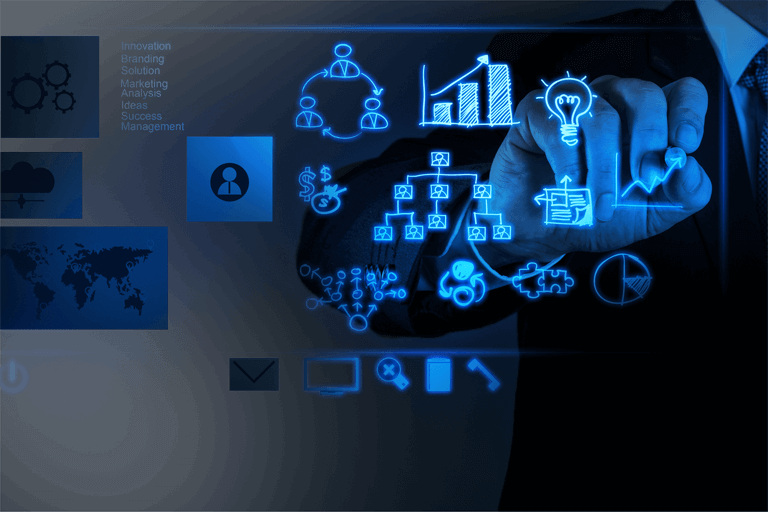 Innovation
Branding
Solution
Marketing
Analysis
Ideas
Success
Management
$
$
$
$